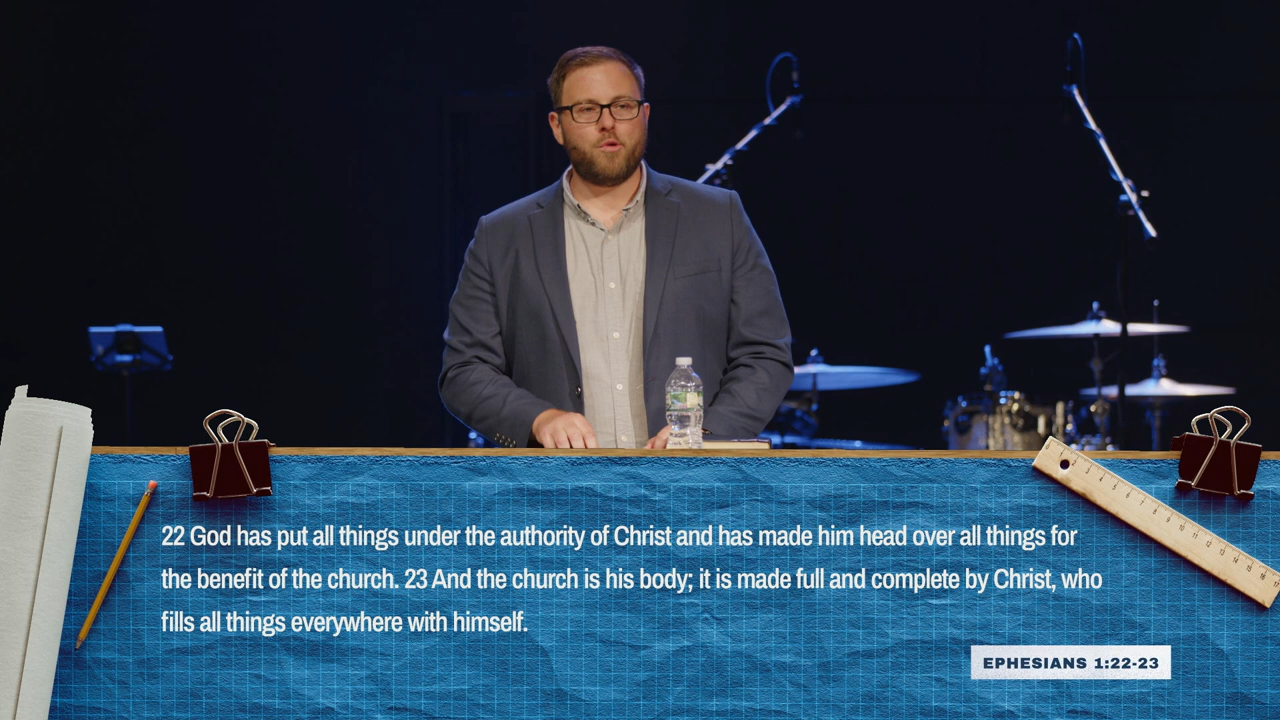 22 God has put all things under the authority of Christ and has made him head over all things for
the benefit of the church. 23 And the church is his body; it is made full and complete by Christ, who
fills all things everywhere with himself.
EPHESIANS 1:22-23